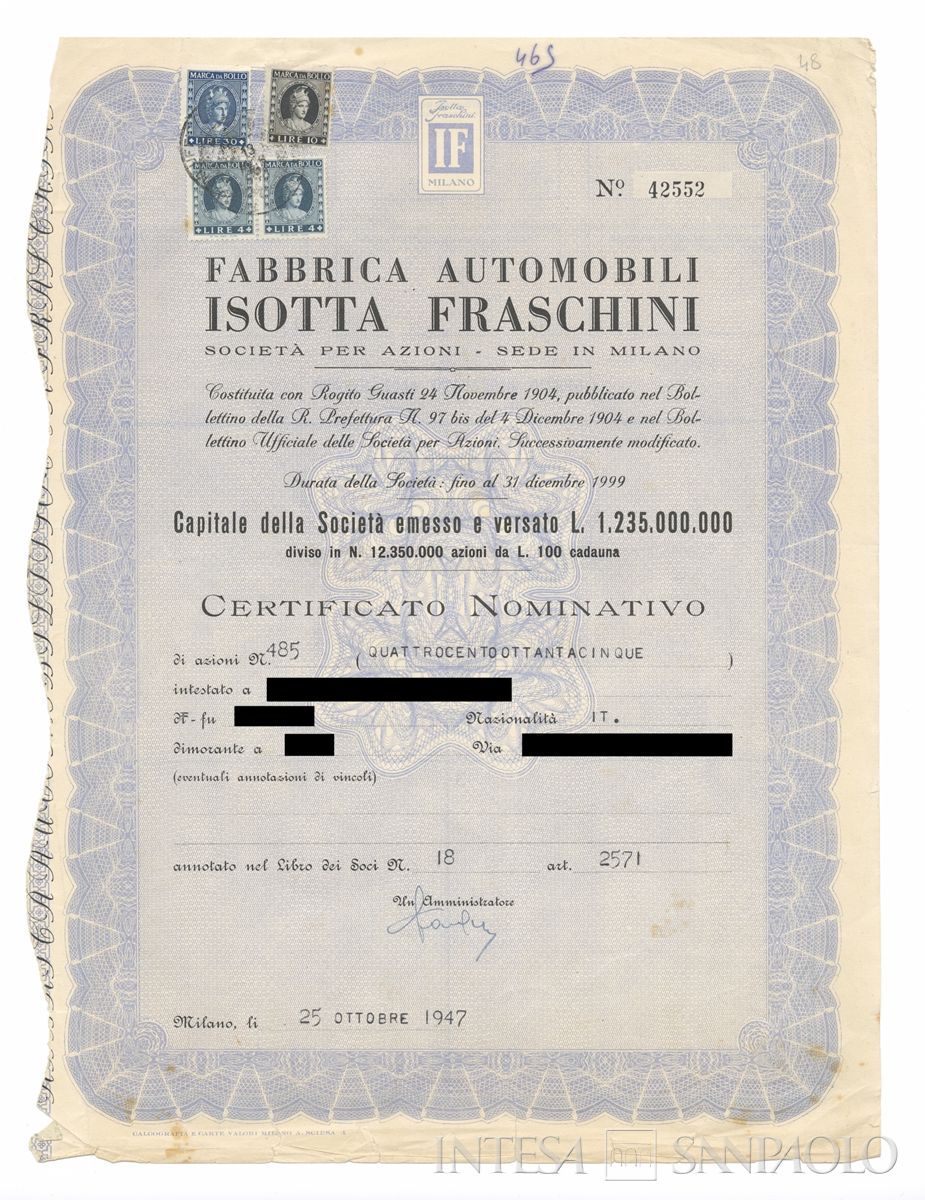 465
48
MARCA DA BOLLO
LIRE 30
MARCA DA BOLLO
LIRE 10
MARCA DA BOLLO
LIRE 4
MARCA DA BOLLO
LIRE 4
Isotta
Fraschini
IF
MILANO
Nº 42552
FABBRICA AUTOMOBILI
ISOTTA FRASCHINI
SOCIETÀ PER AZIONI - SEDE IN MILANO
Costituita con Rogito Guasti 24 Novembre 1904, pubblicato nel Bol-
lettino della R. Prefettura N. 97 bis del 4 Dicembre 1904 e nel Bol-
lettino Ufficiale delle Società per Azioni. Successivamente modificato.
Durata della Società: fino al 31 dicembre 1999
Capitale della Società emesso e versato L. 1.235.000.000
diviso in N. 12.350.000 azioni da L. 100 cadauna
CERTIFICATO NOMINATIVO
di azioni N. 485 ( QUATTROCENTOOTTANTACINQUE )
intestato a
fu
Nazionalità IT.
dimorante a Via
(eventuali annotazioni di vincoli)
annotato nel Libro dei Soci N. 18 art. 2571
Un Amministratore
Milano, li 25 OTTOBRE 1947
CALCOGRAFIA E CARTE VALORI MILANO A. SCIESA 4
INTESA SANPAOLO